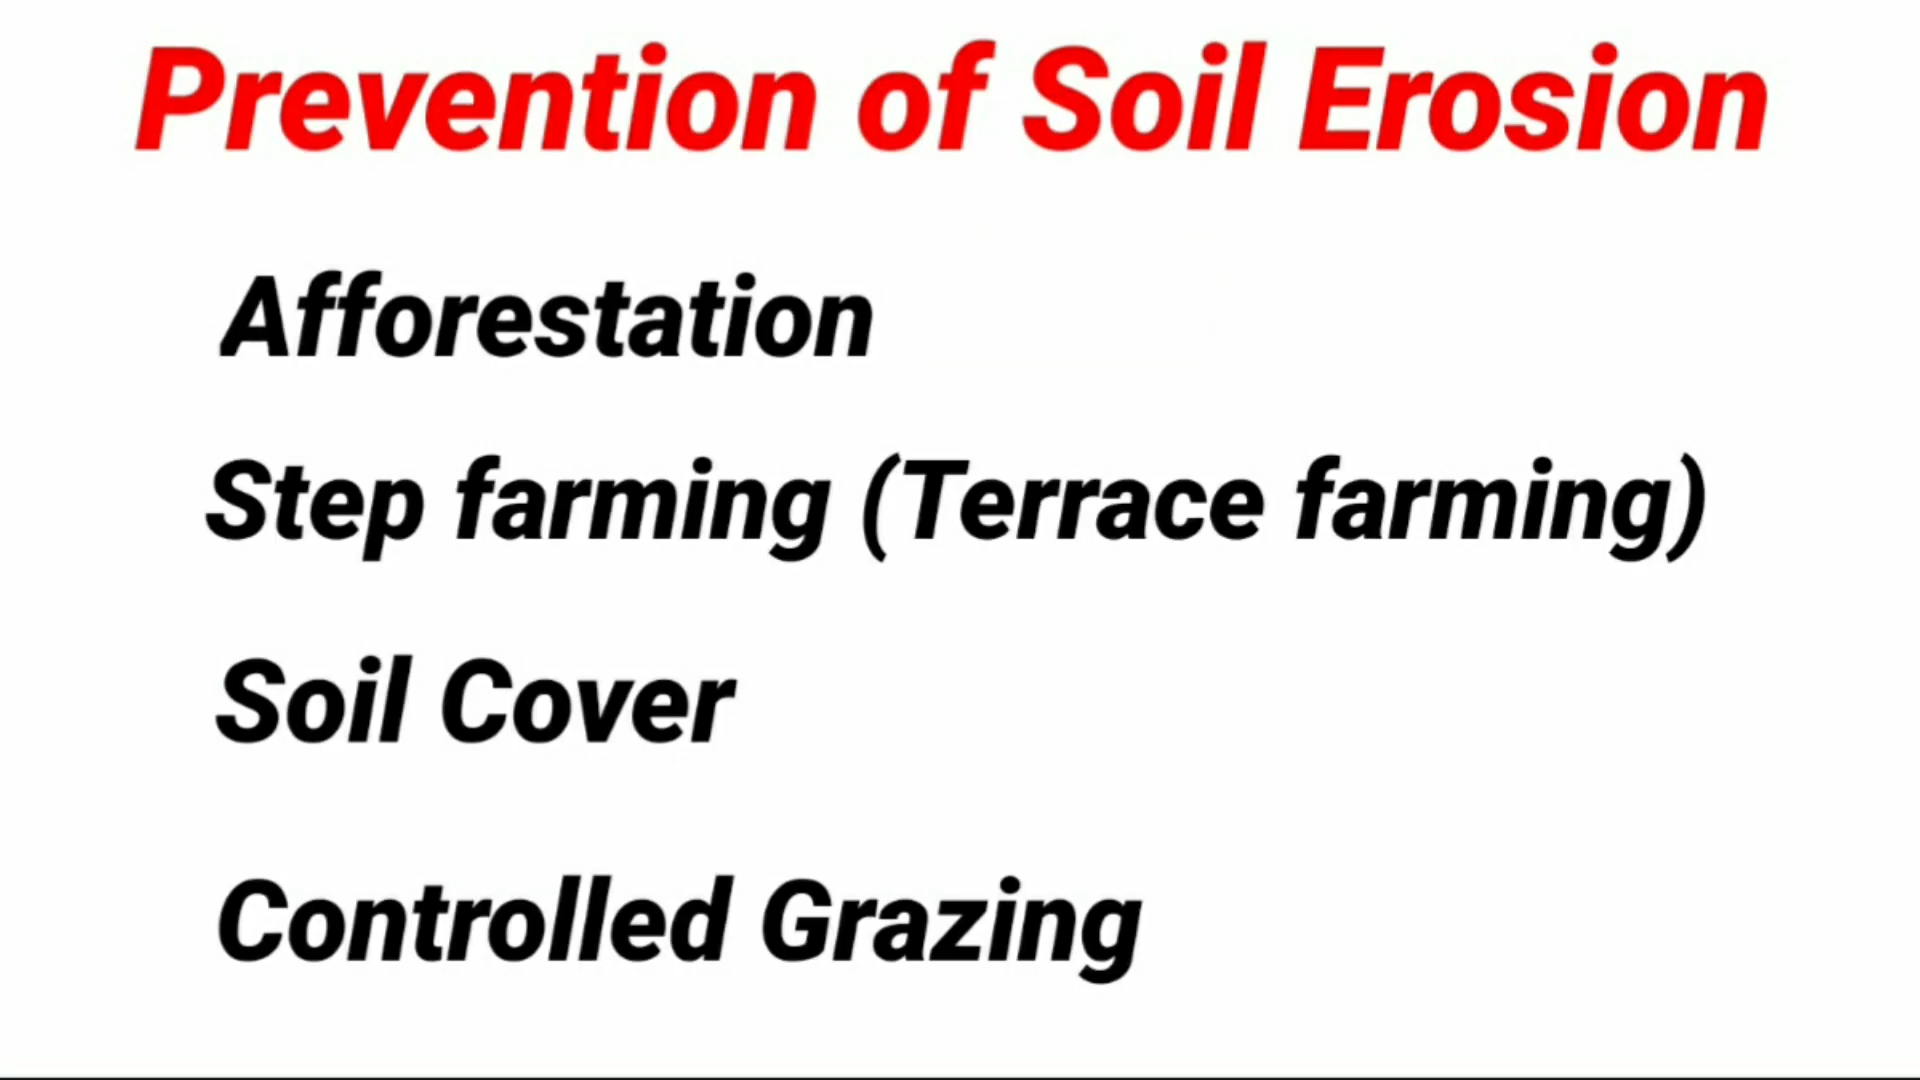 Prevention of Soil Erosion
Afforestation
Step farming (Terrace farming)
Soil Cover
Controlled Grazing